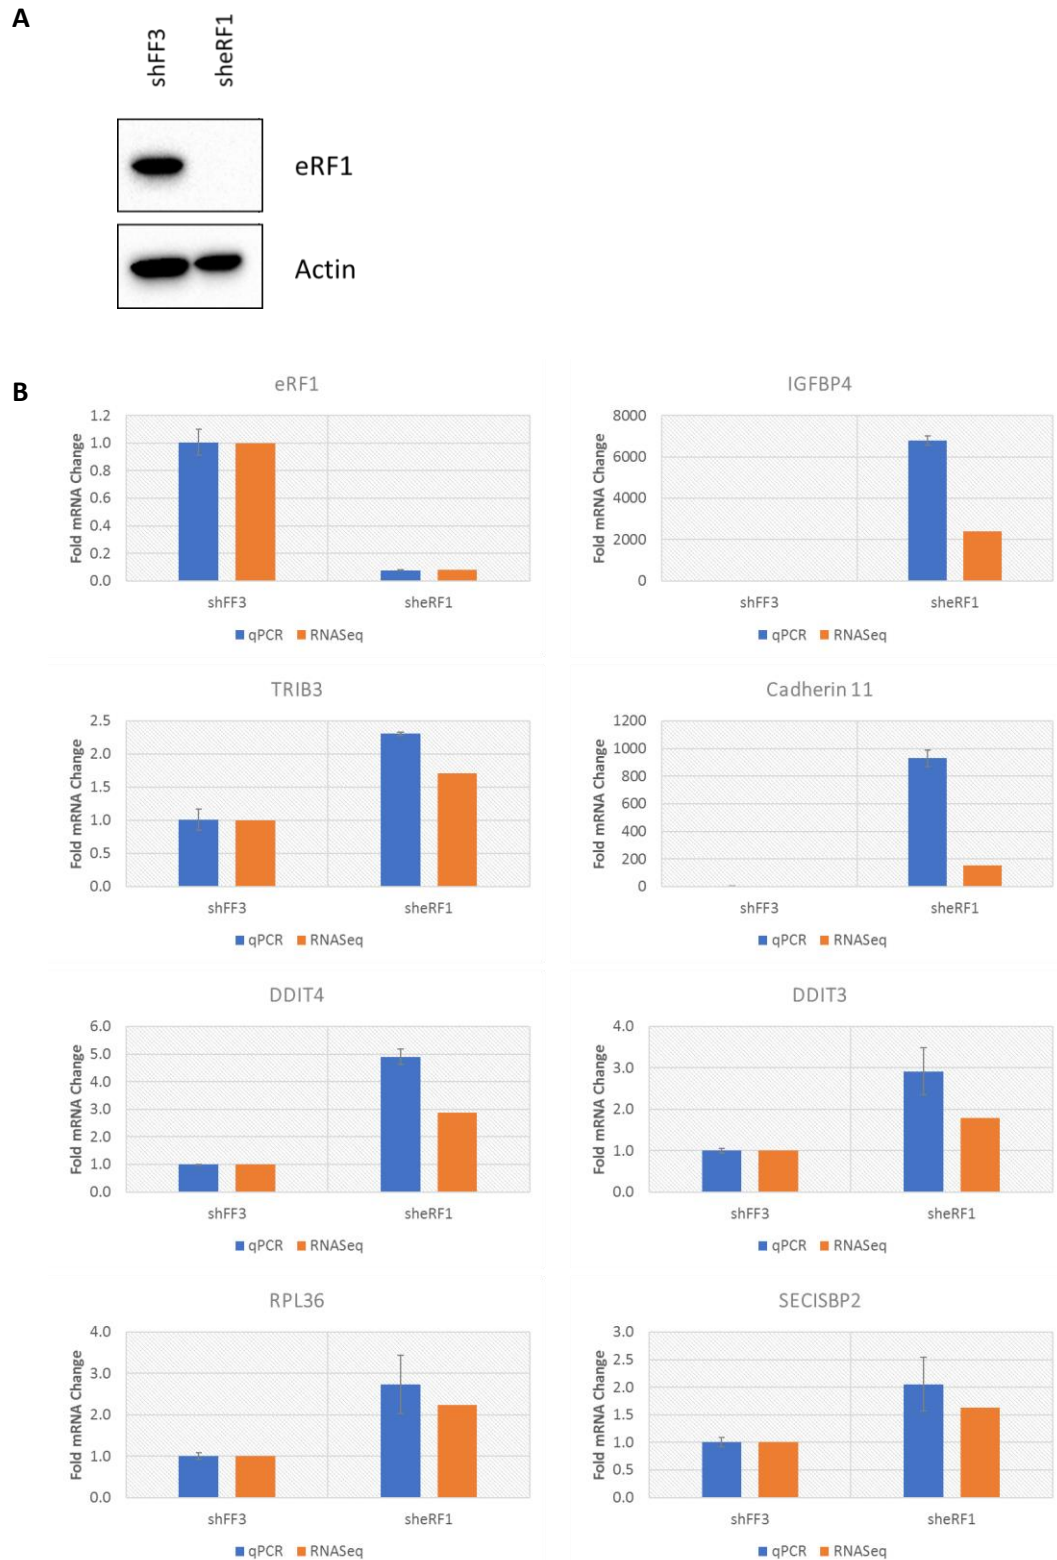 A
shFF3
sheRF1
eRF1
Actin
B
eRF1
Fold mRNA Change
1.2
1.0
0.8
0.6
0.4
0.2
0.0
shFF3
sheRF1
qPCR
RNASeq
IGFBP4
Fold mRNA Change
8000
6000
4000
2000
0
shFF3
sheRF1
qPCR
RNASeq
TRIB3
Fold mRNA Change
2.5
2.0
1.5
1.0
0.5
0.0
shFF3
sheRF1
qPCR
RNASeq
Cadherin 11
Fold mRNA Change
1200
1000
800
600
400
200
0
shFF3
sheRF1
qPCR
RNASeq
DDIT4
Fold mRNA Change
6.0
5.0
4.0
3.0
2.0
1.0
0.0
shFF3
sheRF1
qPCR
RNASeq
DDIT3
Fold mRNA Change
4.0
3.0
2.0
1.0
0.0
shFF3
sheRF1
qPCR
RNASeq
RPL36
Fold mRNA Change
4.0
3.0
2.0
1.0
0.0
shFF3
sheRF1
qPCR
RNASeq
SECISBP2
Fold mRNA Change
3.0
2.5
2.0
1.5
1.0
0.5
0.0
shFF3
sheRF1
qPCR
RNASeq